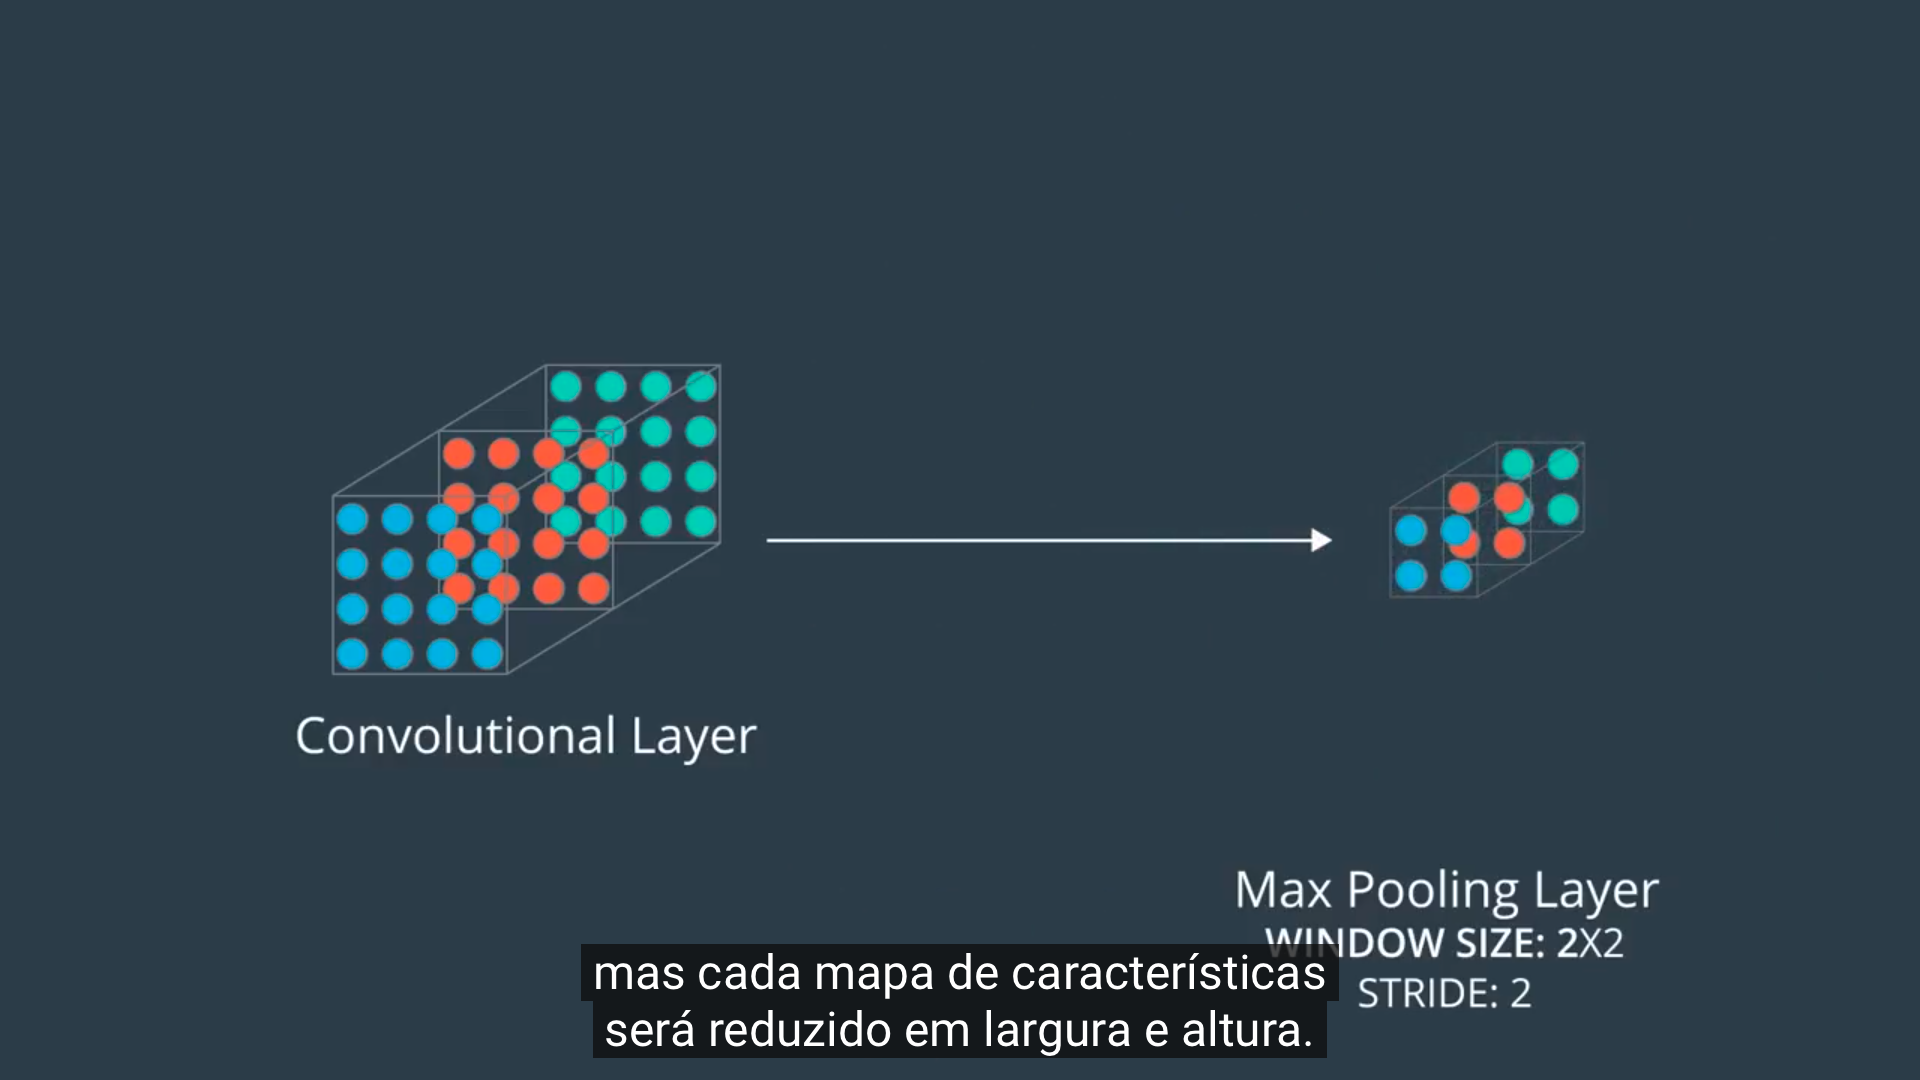 Convolutional Layer
Max Pooling Layer
WINDOW SIZE: 2X2
STRIDE: 2
mas cada mapa de características
será reduzido em largura e altura.